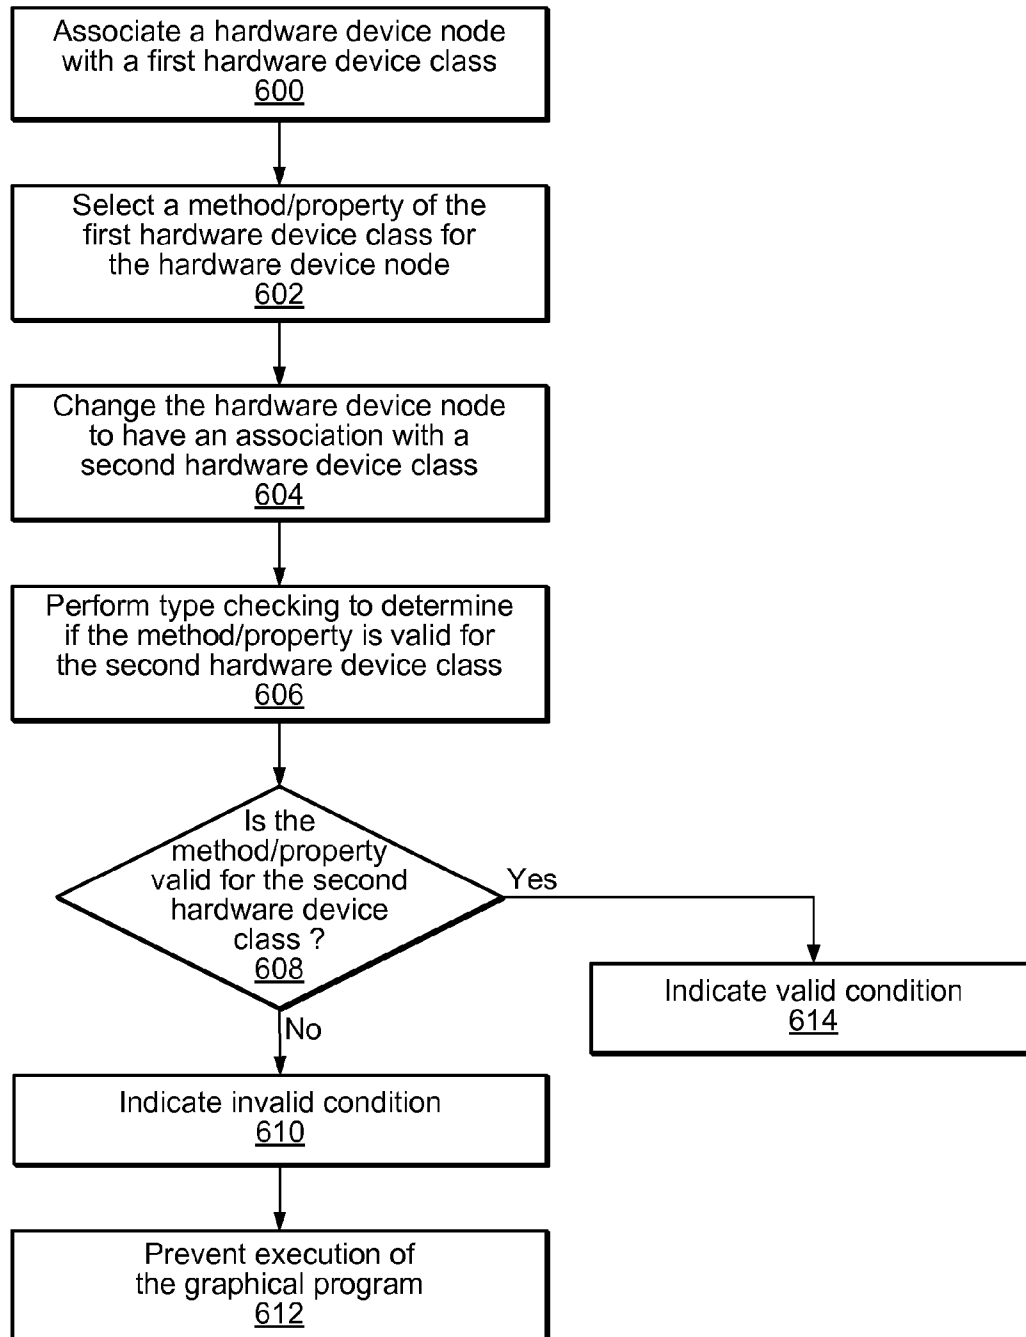 Associate a hardware device node
with a first hardware device class
600
Select a method/property of the
first hardware device class for
the hardware device node
602
Change the hardware device node
to have an association with a
second hardware device class
604
Perform type checking to determine
if the method/property is valid for
the second hardware device class
606
Is the
method/property
valid for the second
hardware device
class ?
608
Yes
Indicate valid condition
614
No
Indicate invalid condition
610
Prevent execution of
the graphical program
612